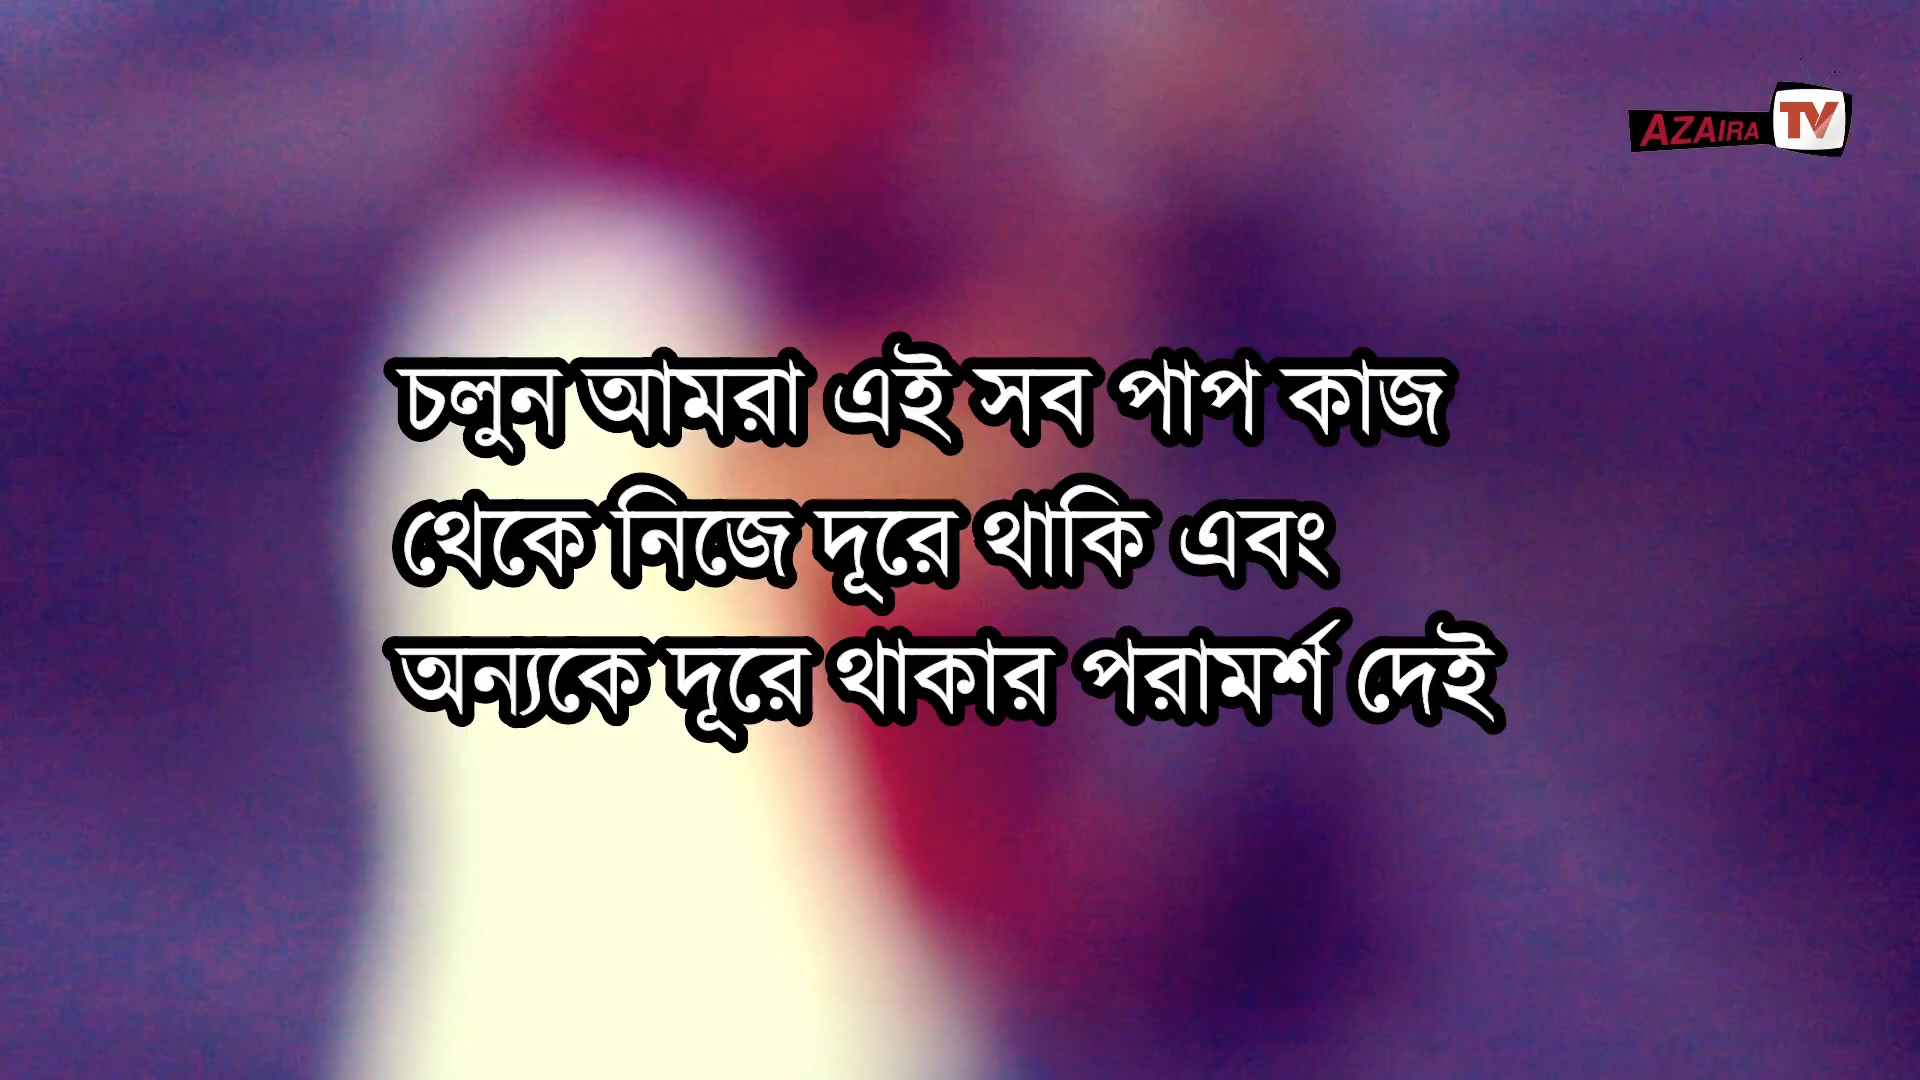 AZAIRA TV
চলুন আমরা এই সব পাপ কাজ
থেকে নিজে দূরে থাকি এবং
অন্যকে দূরে থাকার পরামর্শ দেই